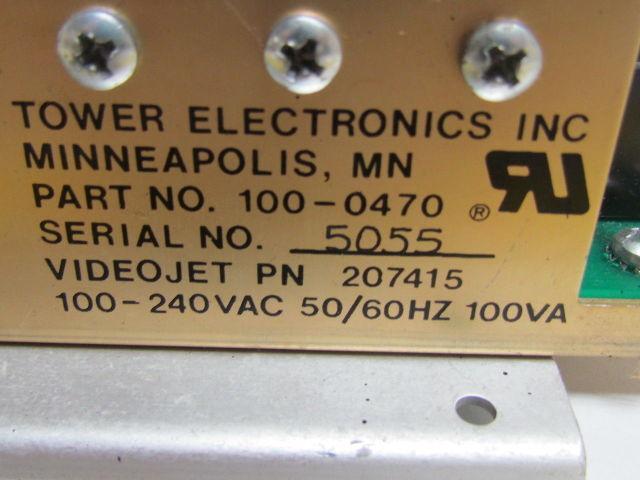 TOWER ELECTRONICS INC
MINNEAPOLIS, MN
PART NO. 100-0470
SERIAL NO. 5055
VIDEOJET PN 207415
100-240VAC 50/60HZ 100VA
® RU